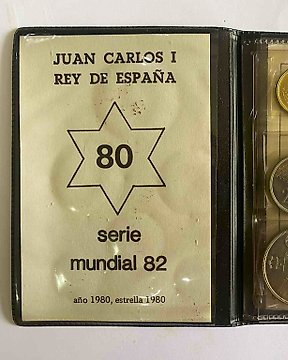 JUAN CARLOS I
REY DE ESPAÑA
80
serie
mundial 82
año 1980, estrella 1980